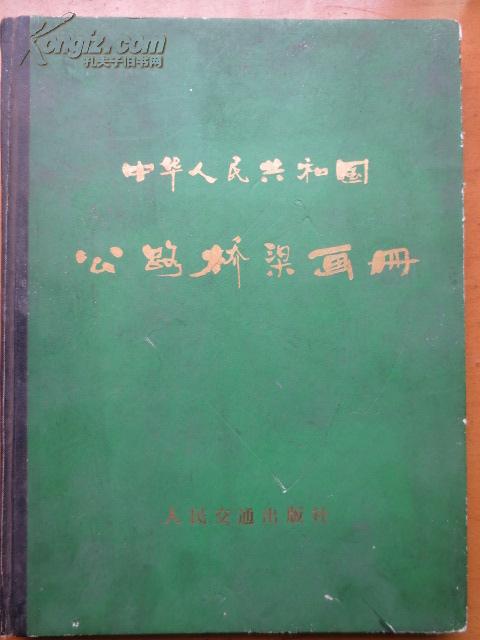 Kongfz.com
孔夫子旧书网
中华人民共和国
公路桥梁画册
人民交通出版社